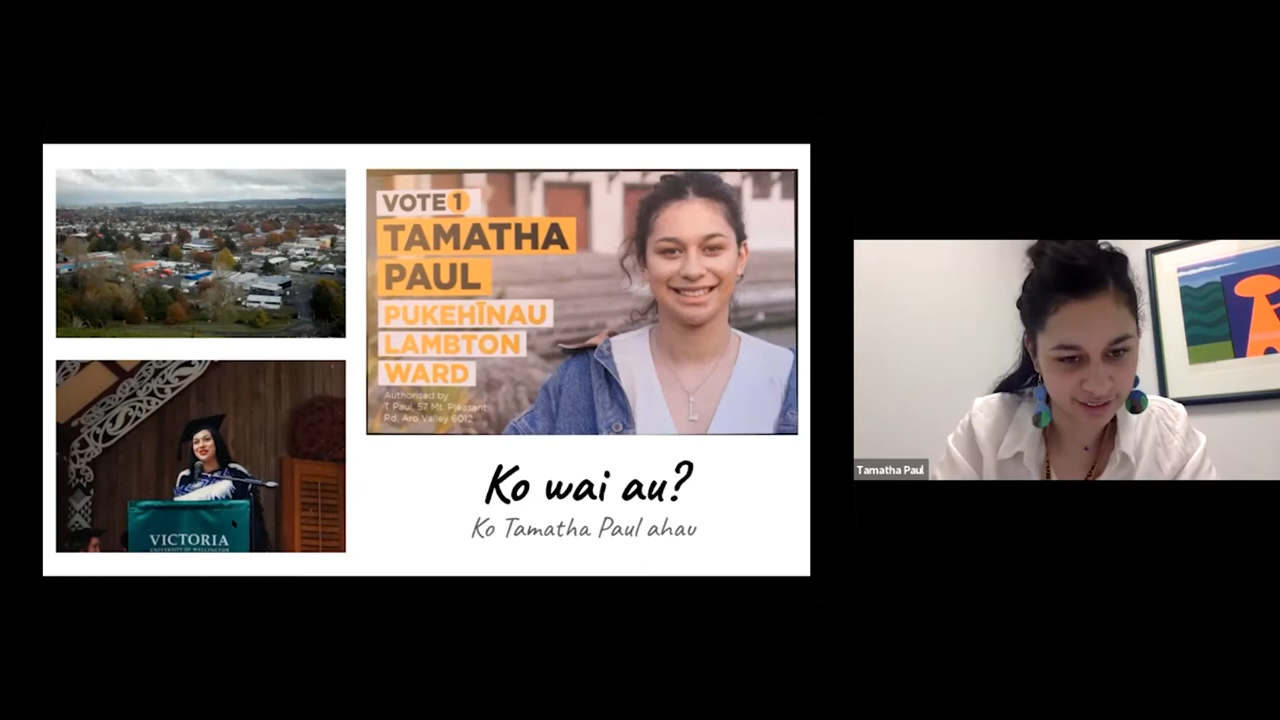 VOTE 1
TAMATHA
PAUL
PUKEHĪNAU
LAMBTON
WARD
Authorised by
T Paul, 57 Mt. Pleasant
Rd, Aro Valley 6012
VICTORIA
UNIVERSITY OF WELLINGTON
Ko wai au?
Ko Tamatha Paul ahau
Tamatha Paul